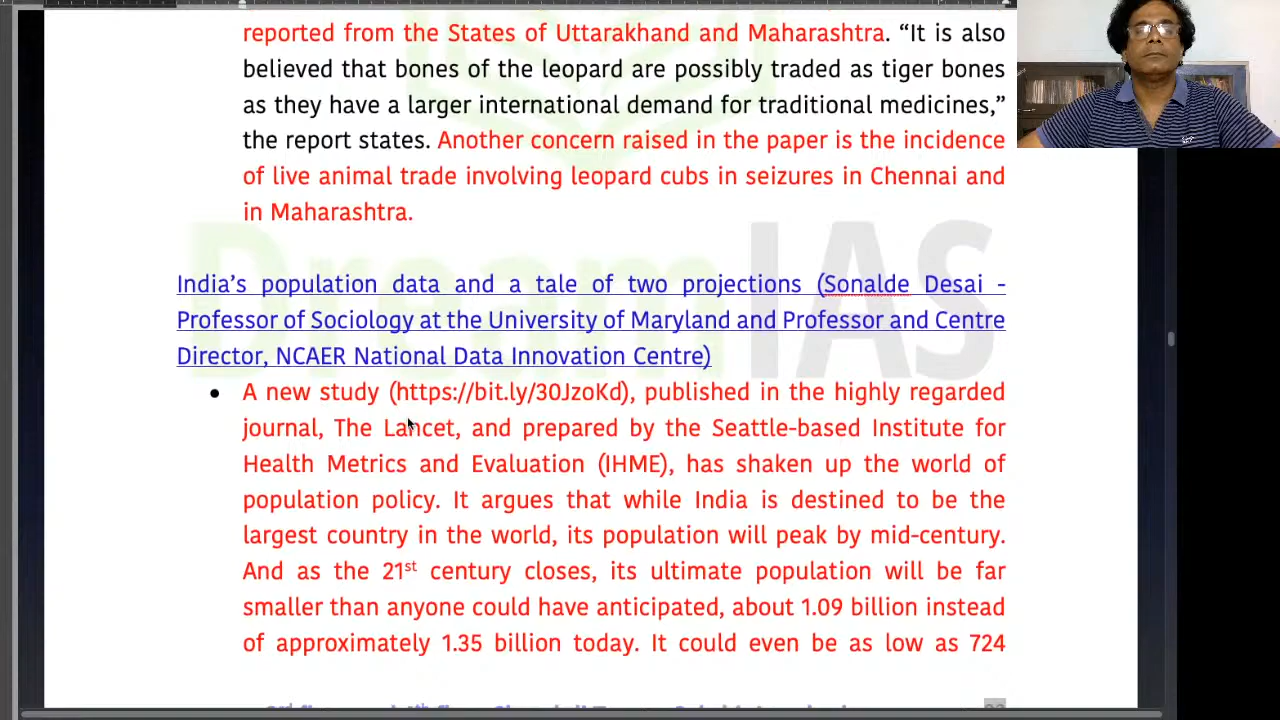 reported from the States of Uttarakhand and Maharashtra. “It is also
believed that bones of the leopard are possibly traded as tiger bones
as they have a larger international demand for traditional medicines,”
the report states. Another concern raised in the paper is the incidence
of live animal trade involving leopard cubs in seizures in Chennai and
in Maharashtra.
DreamIAS
India’s population data and a tale of two projections (Sonalde Desai -
Professor of Sociology at the University of Maryland and Professor and Centre
Director, NCAER National Data Innovation Centre)
● A new study (https://bit.ly/30JzoKd), published in the highly regarded
journal, The Lancet, and prepared by the Seattle-based Institute for
Health Metrics and Evaluation (IHME), has shaken up the world of
population policy. It argues that while India is destined to be the
largest country in the world, its population will peak by mid-century.
And as the 21st century closes, its ultimate population will be far
smaller than anyone could have anticipated, about 1.09 billion instead
of approximately 1.35 billion today. It could even be as low as 724